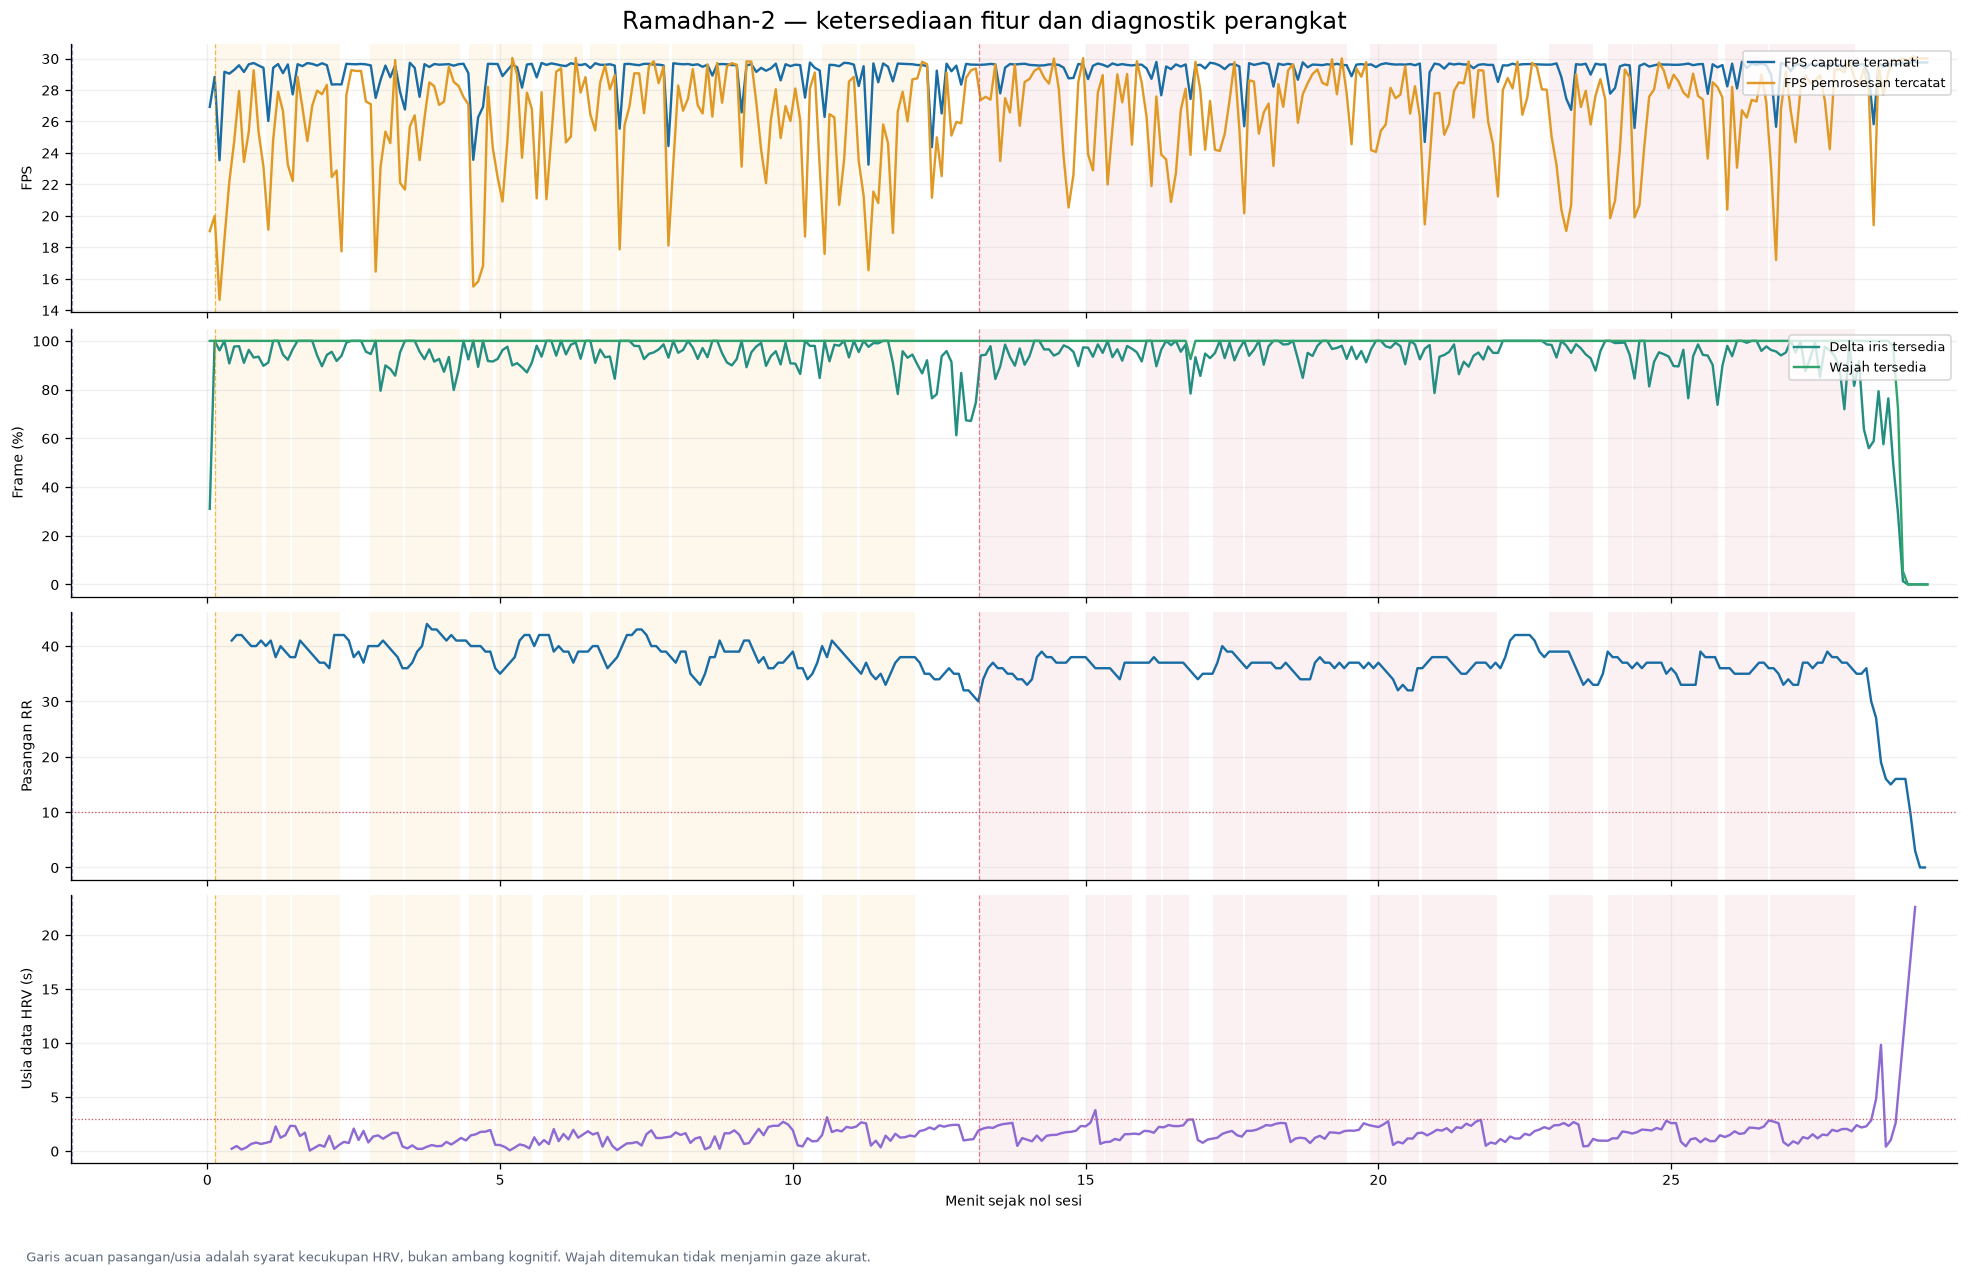 Ramadhan-2 — ketersediaan fitur dan diagnostik perangkat
FPS
30
28
26
24
22
20
18
16
14
FPS capture teramati
FPS pemrosesan tercatat
Frame (%)
100
80
60
40
20
0
Delta iris tersedia
Wajah tersedia
Pasangan RR
40
30
20
10
0
Usia data HRV (s)
20
15
10
5
0
0 5 10 15 20 25
Menit sejak nol sesi
Garis acuan pasangan/usia adalah syarat kecukupan HRV, bukan ambang kognitif. Wajah ditemukan tidak menjamin gaze akurat.